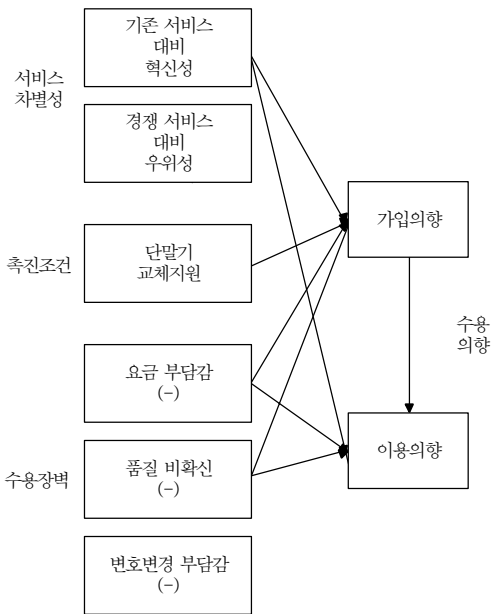 기존 서비스
대비
혁신성
서비스
차별성
경쟁 서비스
대비
우위성
가입의향
단말기
교체지원
촉진조건
수용
의향
요금 부담감
(-)
이용의향
품질 비확신
(-)
수용장벽
변호변경 부담감
(-)